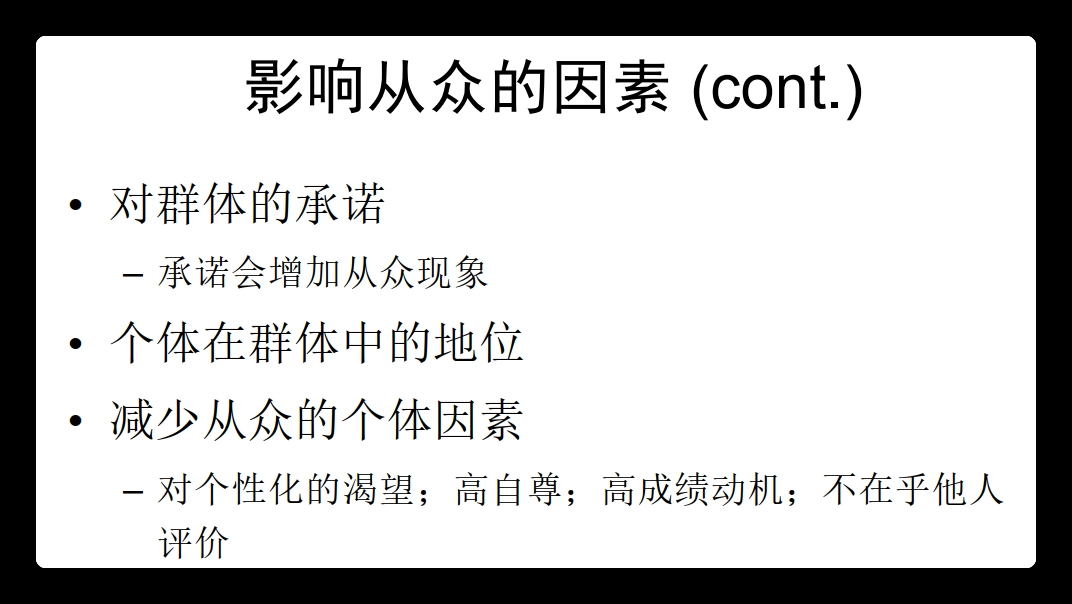 影响从众的因素 (cont.)
• 对群体的承诺
– 承诺会增加从众现象
• 个体在群体中的地位
• 减少从众的个体因素
– 对个性化的渴望；高自尊；高成绩动机；不在乎他人
评价